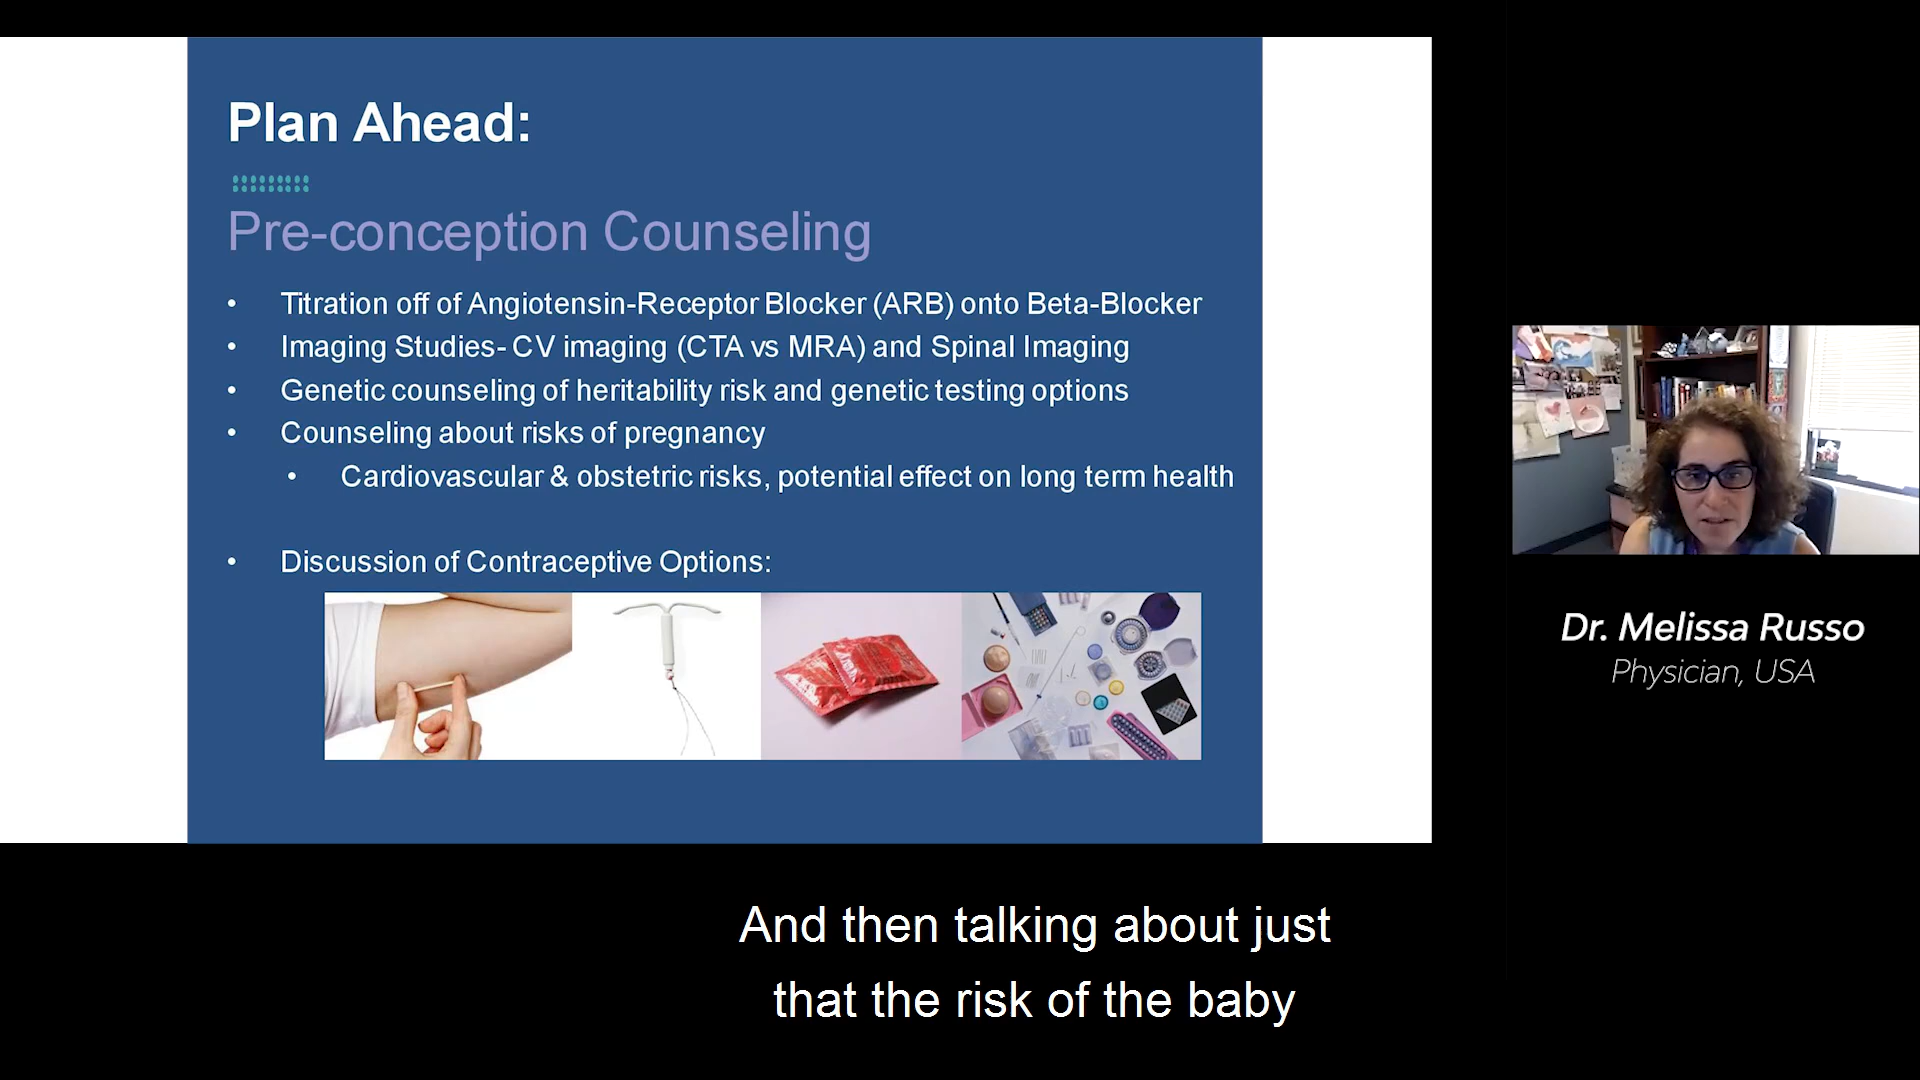 Plan Ahead:
Pre-conception Counseling
• Titration off of Angiotensin-Receptor Blocker (ARB) onto Beta-Blocker
• Imaging Studies- CV imaging (CTA vs MRA) and Spinal Imaging
• Genetic counseling of heritability risk and genetic testing options
• Counseling about risks of pregnancy
• Cardiovascular & obstetric risks, potential effect on long term health
• Discussion of Contraceptive Options:
Dr. Melissa Russo
Physician, USA
And then talking about just
that the risk of the baby